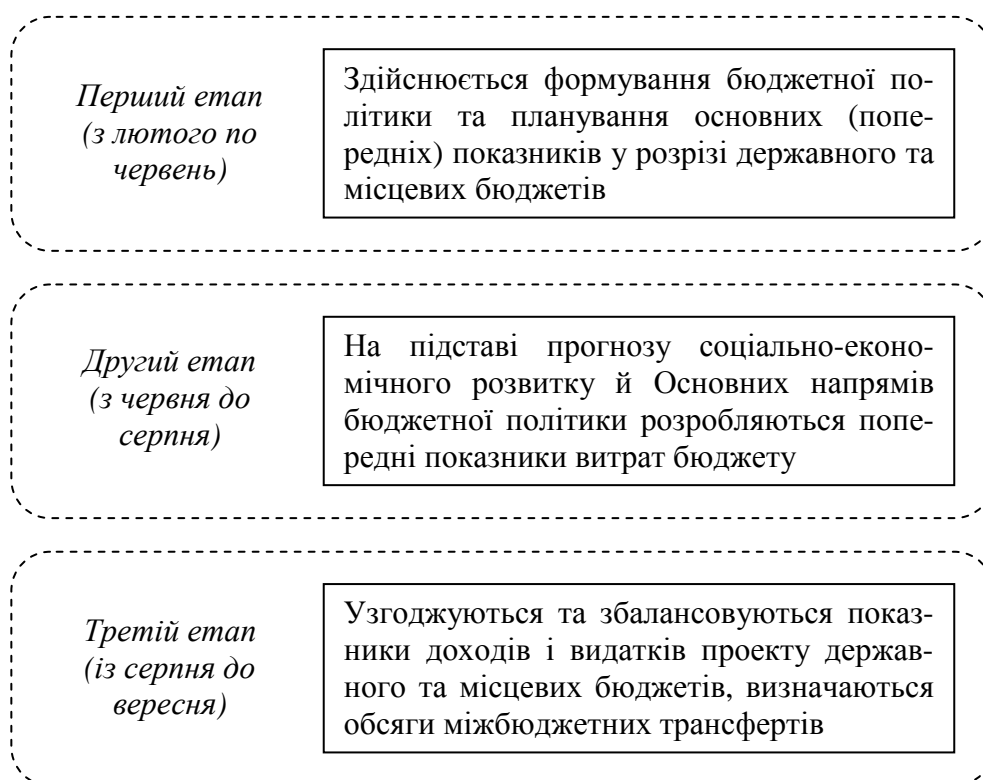 Перший етап
(з лютого по
червень)
Здійснюється формування бюджетної по-
літики та планування основних (попе-
редніх) показників у розрізі державного та
місцевих бюджетів
Другий етап
(з червня до
серпня)
На підставі прогнозу соціально-еконо-
мічного розвитку й Основних напрямів
бюджетної політики розробляються попе-
редні показники витрат бюджету
Третій етап
(із серпня до
вересня)
Узгоджуються та збалансовуються показ-
ники доходів і видатків проекту держав-
ного та місцевих бюджетів, визначаються
обсяги міжбюджетних трансфертів